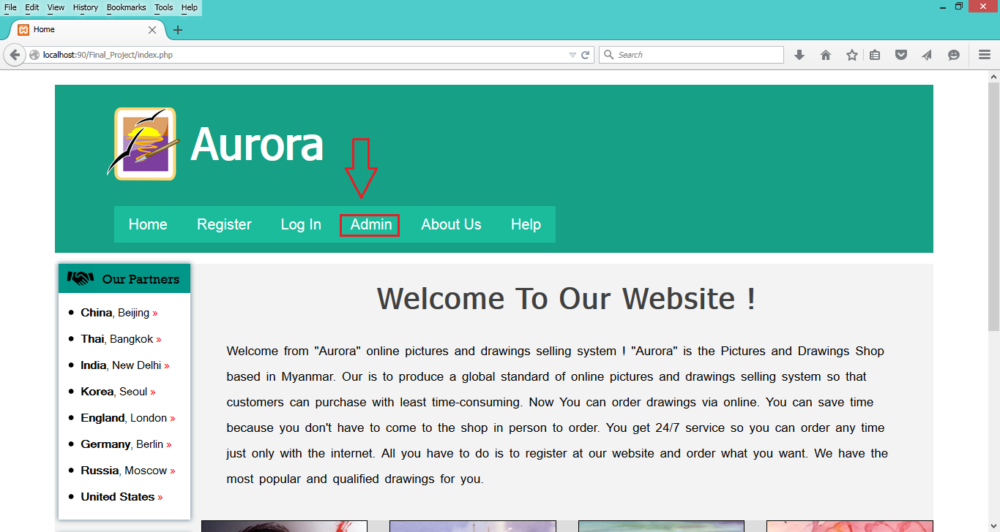 File Edit View History Bookmarks Tools Help
Home
localhost:90/Final_Project/index.php
Search
Aurora
Home Register Log In Admin About Us Help
Our Partners
China, Beijing »
Thai, Bangkok »
India, New Delhi »
Korea, Seoul »
England, London »
Germany, Berlin »
Russia, Moscow »
United States »
Welcome To Our Website !
Welcome from "Aurora" online pictures and drawings selling system ! "Aurora" is the Pictures and Drawings Shop
based in Myanmar. Our is to produce a global standard of online pictures and drawings selling system so that
customers can purchase with least time-consuming. Now You can order drawings via online. You can save time
because you don't have to come to the shop in person to order. You get 24/7 service so you can order any time
just only with the internet. All you have to do is to register at our website and order what you want. We have the
most popular and qualified drawings for you.